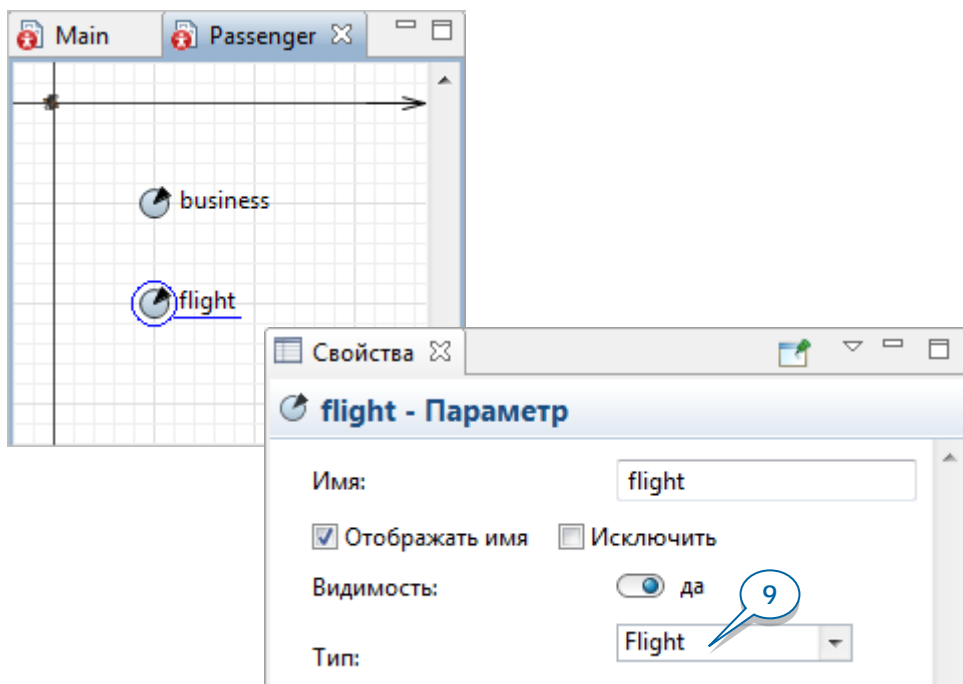 Main Passenger
business
flight
Свойства
flight - Параметр
Имя: flight
Отображать имя Исключить
Видимость: да
9
Тип: Flight